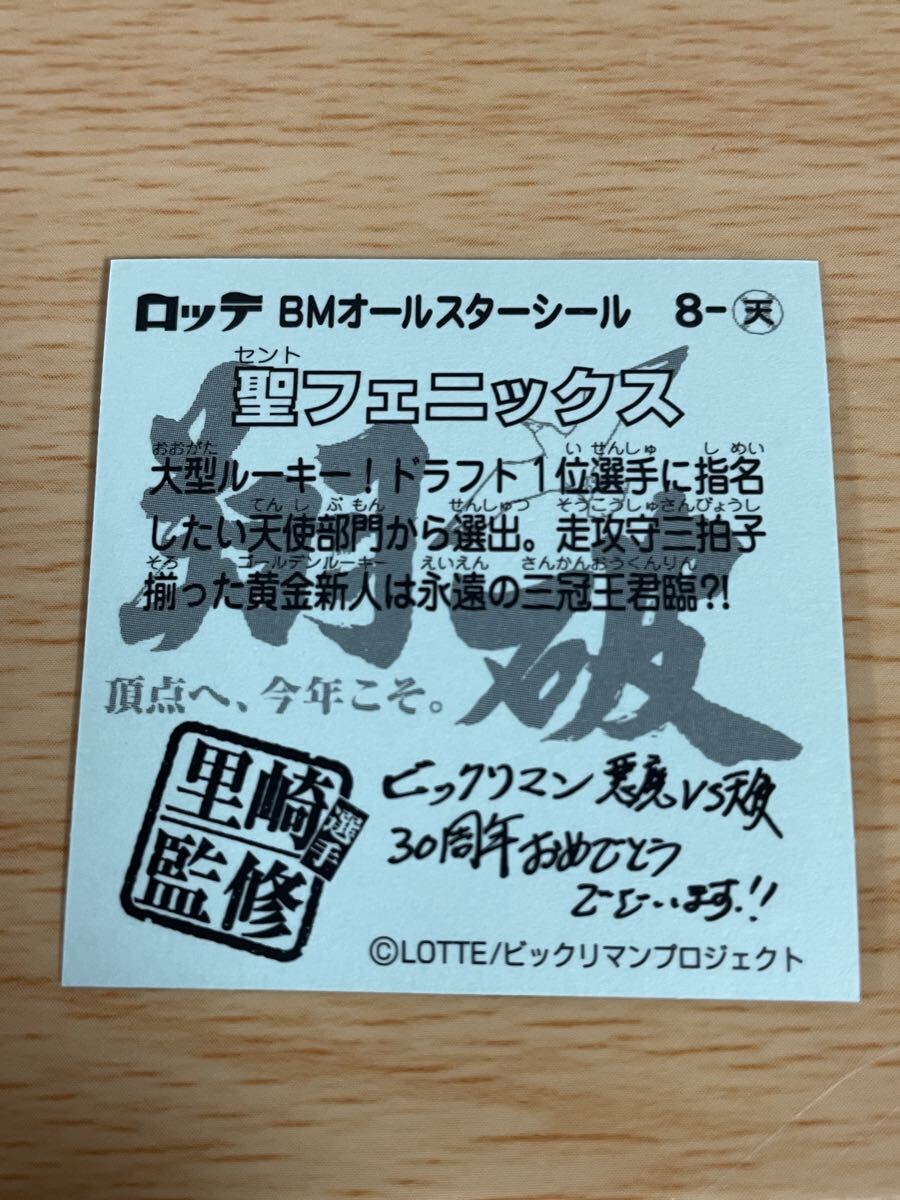 ロッテ BMオールスターシール 8-天
セント
聖フェニックス
おおがた い せんしゅ し めい
大型ルーキー!ドラフト1位選手に指名
てん し ぶ もん せんしゅつ そうこうしゅさんびょうし
したい天使部門から選出。走攻守三拍子
そろ ゴールデンルーキー えいえん さんかんおうくんりん
揃った黄金新人は永遠の三冠王君臨?!
翔破
頂点へ、今年こそ。
里崎選手
監修
ビックリマン 悪魔VS天使
30周年おめでとう
ございます!!
©LOTTE/ビックリマンプロジェクト